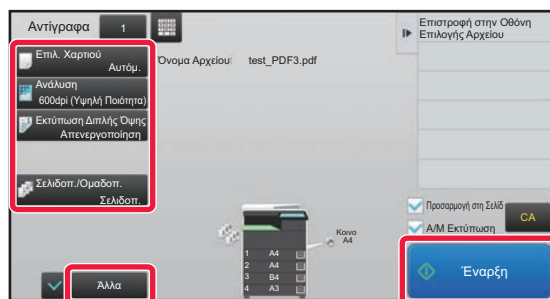 Αντίγραφα 1
Επιστροφή στην Οθόνη
Επιλογής Αρχείου
Επιλ. Χαρτιού
Αυτόμ.
Όνομα Αρχείου: test_PDF3.pdf
Ανάλυση
600dpi (Υψηλή Ποιότητα)
Εκτύπωση Διπλής Όψης
Απενεργοποίηση
Σελιδοπ./Ομαδοπ.
Σελιδοπ.
Προσαρμογή στη Σελίδ
CA
Α/Μ Εκτύπωση
Κοινο
A4
1 A4
2 A4
3 B4
4 A3
Άλλα
Έναρξη